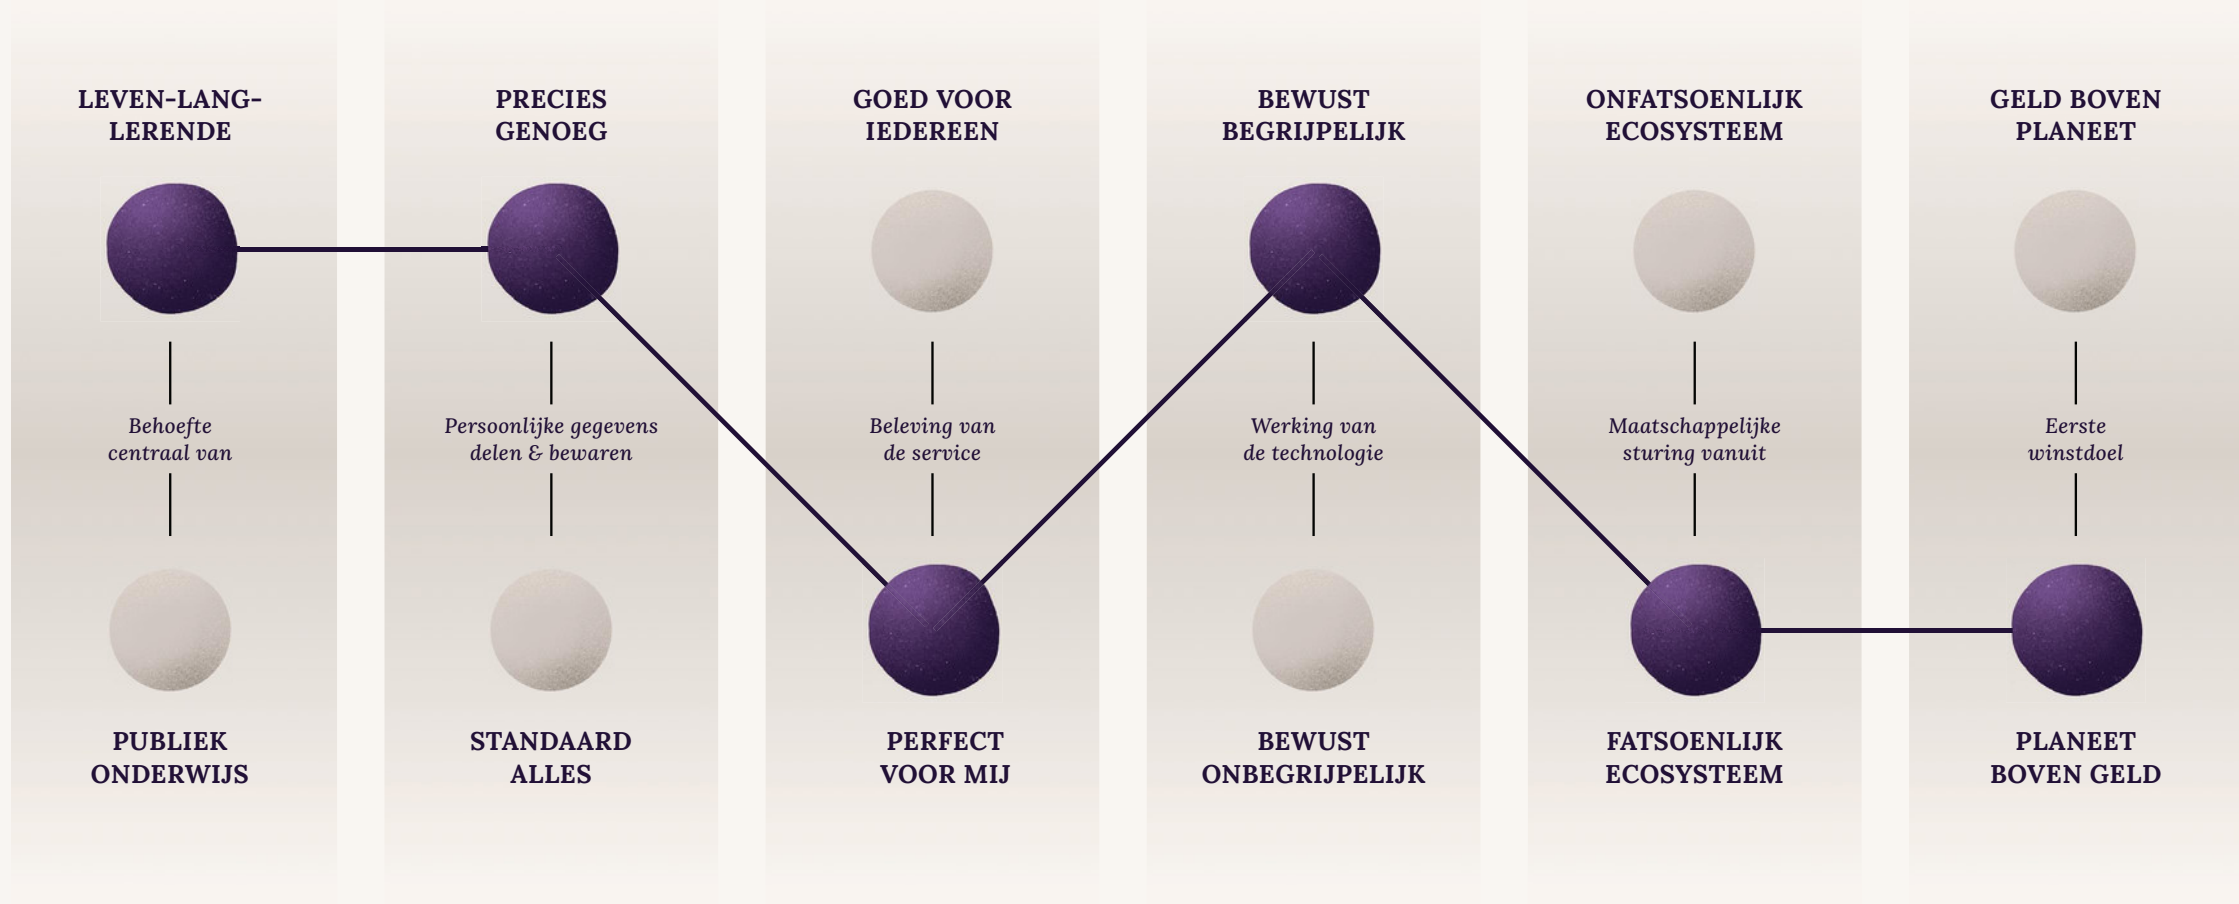 LEVEN-LANG-
LERENDE
Behoefte
centraal van
PUBLIEK
ONDERWIJS
PRECIES
GENOEG
Persoonlijke gegevens
delen & bewaren
STANDAARD
ALLES
GOED VOOR
IEDEREEN
Beleving van
de service
PERFECT
VOOR MIJ
BEWUST
BEGRIJPELIJK
Werking van
de technologie
BEWUST
ONBEGRIJPELIJK
ONFATSOENLIJK
ECOSYSTEEM
Maatschappelijke
sturing vanuit
FATSOENLIJK
ECOSYSTEEM
GELD BOVEN
PLANEET
Eerste
winstdoel
PLANEET
BOVEN GELD